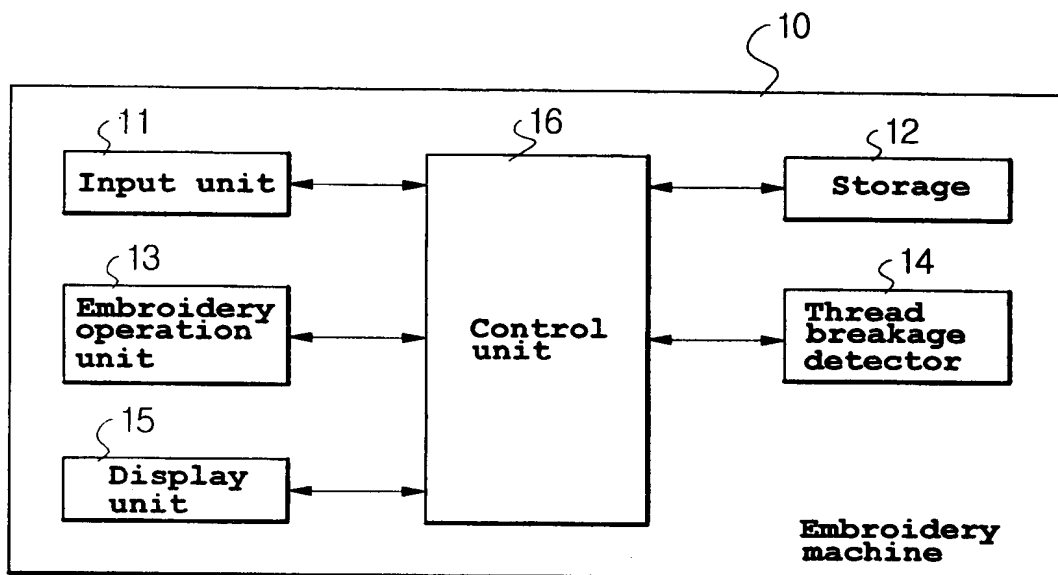 10
11
16
12
Input unit
Storage
13
14
Embroidery
operation
unit
Control
unit
Thread
breakage
detector
15
Display
unit
Embroidery
machine